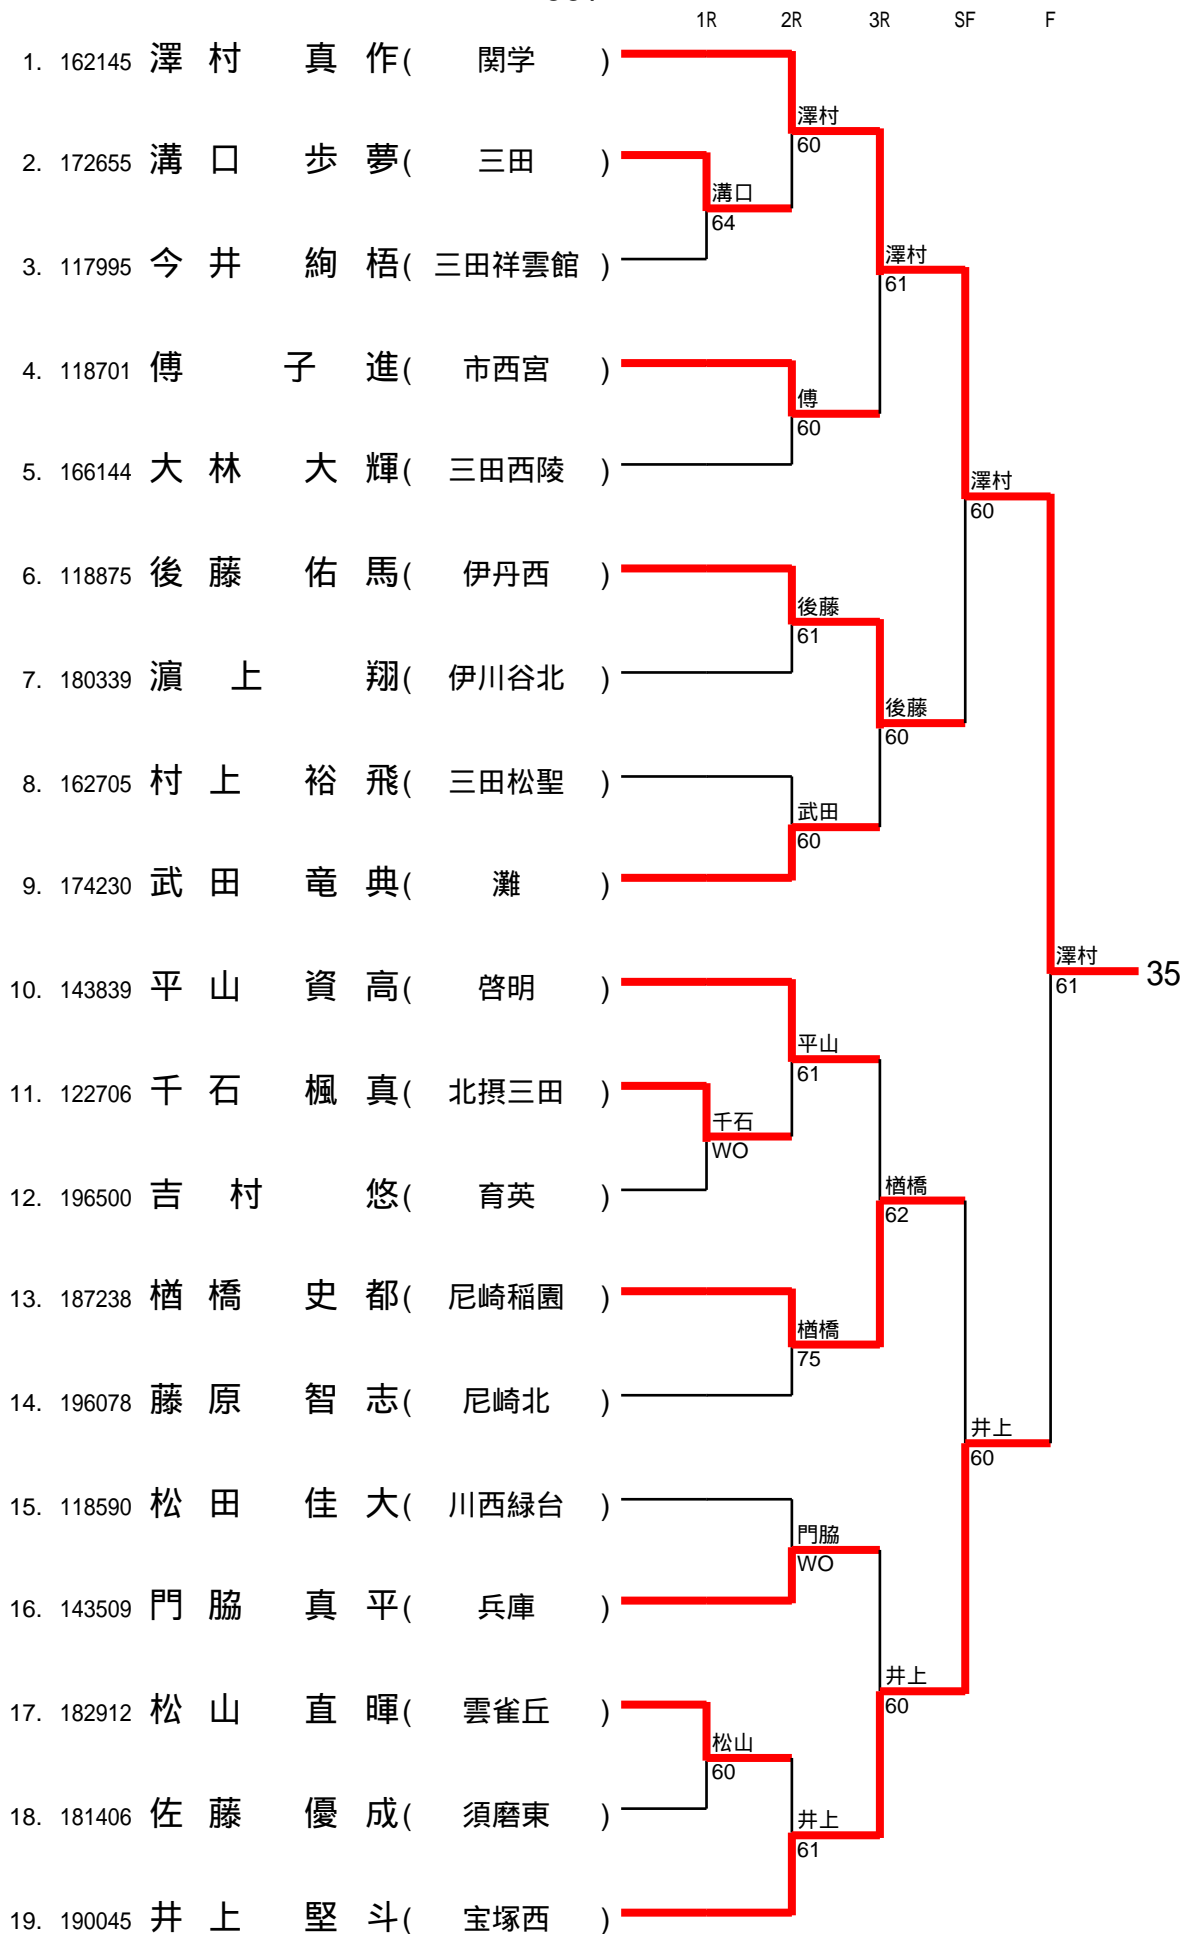 1R 2R 3R SF F
1. 162145 澤村 真作( 関学 )
澤村
60
2. 172655 溝口 歩夢( 三田 )
溝口
64
3. 117995 今井 絢梧( 三田祥雲館 )
澤村
61
4. 118701 傅 子進( 市西宮 )
傅
60
5. 166144 大林 大輝( 三田西陵 )
澤村
60
6. 118875 後藤 佑馬( 伊丹西 )
後藤
61
7. 180339 濵上 翔( 伊川谷北 )
後藤
60
8. 162705 村上 裕飛( 三田松聖 )
武田
60
9. 174230 武田 竜典( 灘 )
澤村
61
35
10. 143839 平山 資高( 啓明 )
平山
61
11. 122706 千石 楓真( 北摂三田 )
千石
WO
12. 196500 吉村 悠( 育英 )
楢橋
62
13. 187238 楢橋 史都( 尼崎稲園 )
楢橋
75
14. 196078 藤原 智志( 尼崎北 )
井上
60
15. 118590 松田 佳大( 川西緑台 )
門脇
WO
16. 143509 門脇 真平( 兵庫 )
井上
60
17. 182912 松山 直暉( 雲雀丘 )
松山
60
18. 181406 佐藤 優成( 須磨東 )
井上
61
19. 190045 井上 堅斗( 宝塚西 )